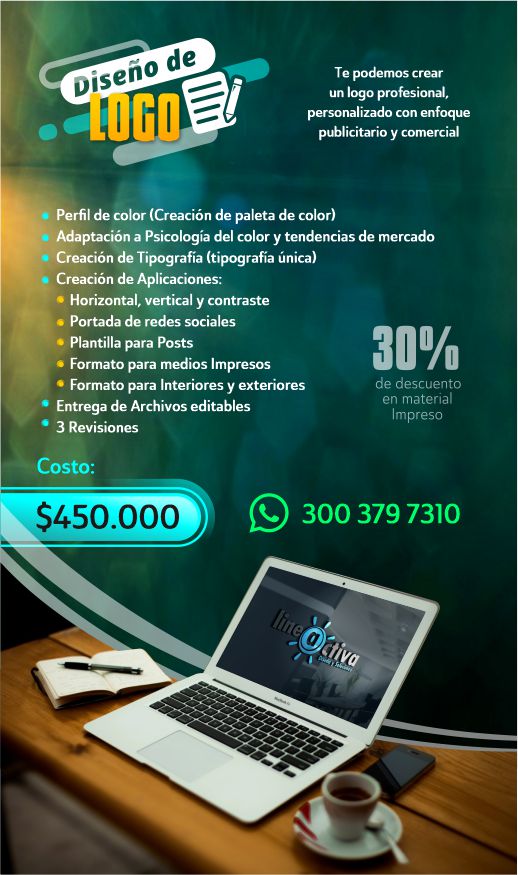 Diseño de
LOGO
Te podemos crear
un logo profesional,
personalizado con enfoque
publicitario y comercial
Perfil de color (Creación de paleta de color)
Adaptación a Psicología del color y tendencias de mercado
Creación de Tipografía (tipografía única)
Creación de Aplicaciones:
Horizontal, vertical y contraste
Portada de redes sociales
Plantilla para Posts
Formato para medios Impresos
Formato para Interiores y exteriores
Entrega de Archivos editables
3 Revisiones
30%
de descuento
en material
Impreso
Costo:
$450.000
300 379 7310
lineactiva